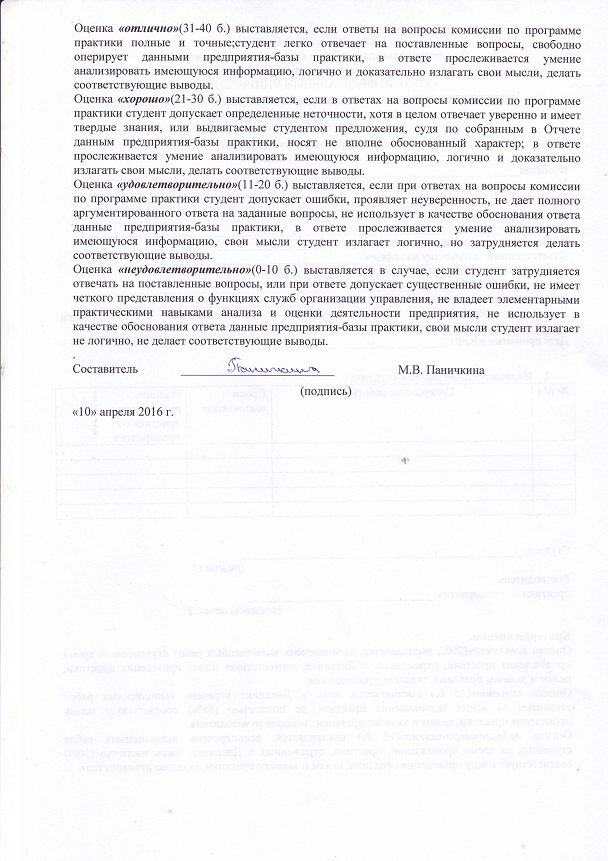 Оценка «отлично»(31-40 б.) выставляется, если ответы на вопросы комиссии по программе
практики полные и точные;студент легко отвечает на поставленные вопросы, свободно
оперирует данными предприятия-базы практики, в ответе прослеживается умение
анализировать имеющуюся информацию, логично и доказательно излагать свои мысли, делать
соответствующие выводы.
Оценка «хорошо»(21-30 б.) выставляется, если в ответах на вопросы комиссии по программе
практики студент допускает определенные неточности, хотя в целом отвечает уверенно и имеет
твердые знания, или выдвигаемые студентом предложения, судя по собранным в Отчете
данным предприятия-базы практики, носят не вполне обоснованный характер; в ответе
прослеживается умение анализировать имеющуюся информацию, логично и доказательно
излагать свои мысли, делать соответствующие выводы.
Оценка «удовлетворительно»(11-20 б.) выставляется, если при ответах на вопросы комиссии
по программе практики студент допускает ошибки, проявляет неуверенность, не дает полного
аргументированного ответа на заданные вопросы, не использует в качестве обоснования ответа
данные предприятия-базы практики, в ответе прослеживается умение анализировать
имеющуюся информацию, свои мысли студент излагает логично, но затрудняется делать
соответствующие выводы.
Оценка «неудовлетворительно»(0-10 б.) выставляется в случае, если студент затрудняется
отвечать на поставленные вопросы, или при ответе допускает существенные ошибки, не имеет
четкого представления о функциях служб организации управления, не владеет элементарными
практическими навыками анализа и оценки деятельности предприятия, не использует в
качестве обоснования ответа данные предприятия-базы практики, свои мысли студент излагает
не логично, не делает соответствующие выводы.
.
Составитель Паничкина М.В. Паничкина
(подпись)
«10» апреля 2016 г.